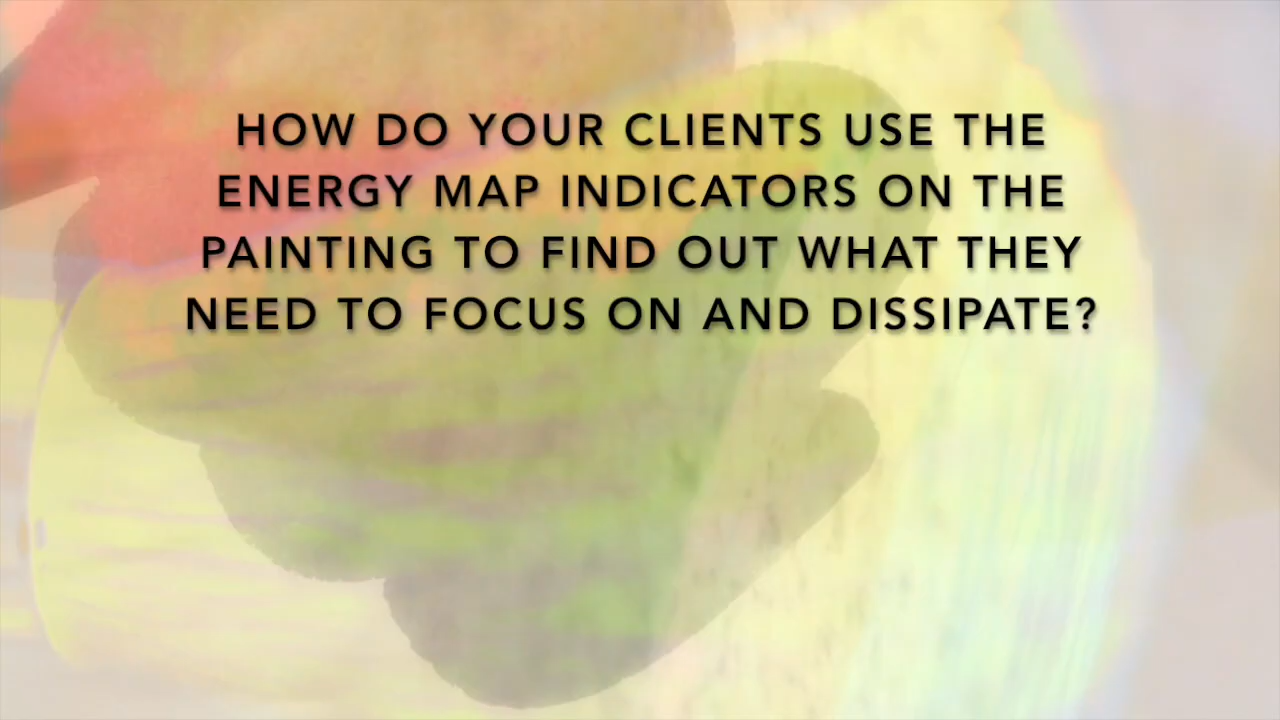 HOW DO YOUR CLIENTS USE THE
ENERGY MAP INDICATORS ON THE
PAINTING TO FIND OUT WHAT THEY
NEED TO FOCUS ON AND DISSIPATE?